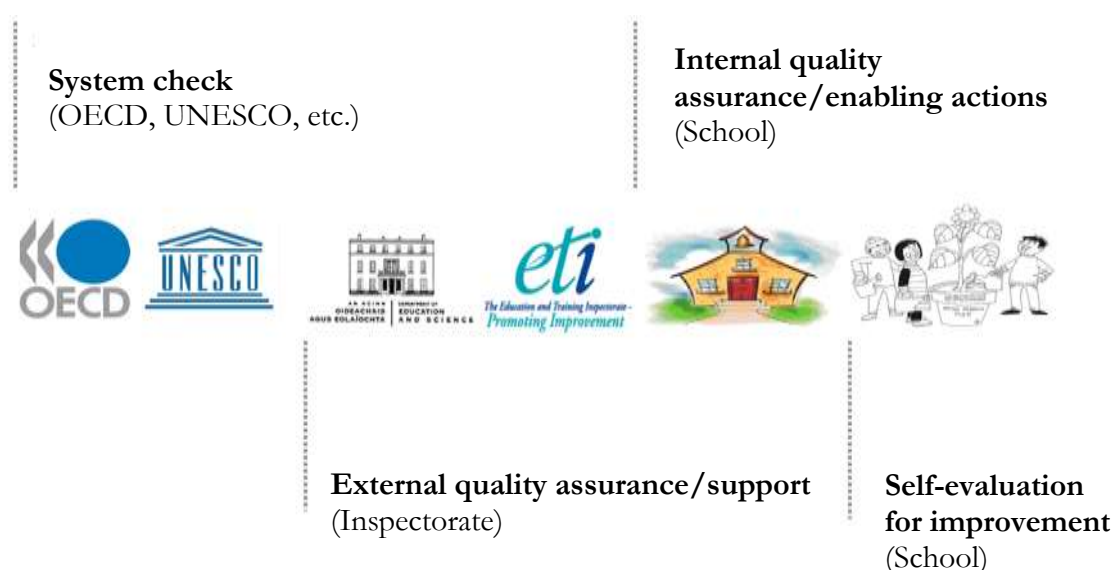 System check
(OECD, UNESCO, etc.)
Internal quality
assurance/enabling actions
(School)
OECD
UNESCO
AN ROINN
OIDEACHAIS
AGUS EOLAÍOCHTA
DEPARTMENT OF
EDUCATION
AND SCIENCE
eti
The Education and Training Inspectorate -
Promoting Improvement
External quality assurance/support
(Inspectorate)
Self-evaluation
for improvement
(School)